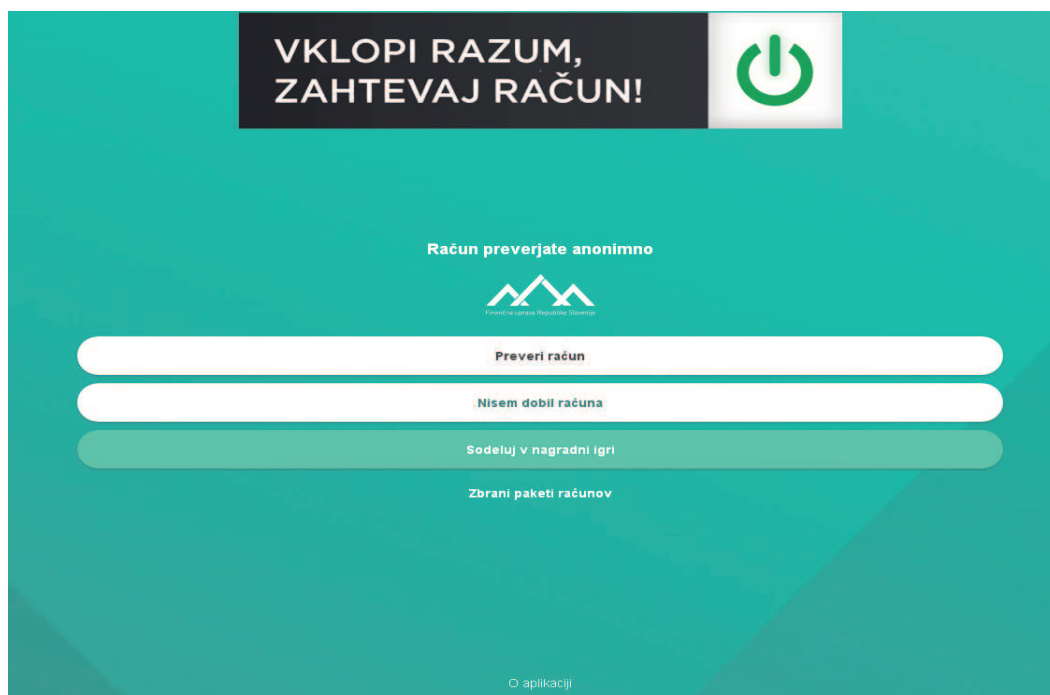 VKLOPI RAZUM,
ZAHTEVAJ RAČUN!
Račun preverjate anonimno
Finančna uprava Republike Slovenije
Preveri račun
Nisem dobil računa
Sodeluj v nagradni igri
Zbrani paketi računov
O aplikaciji